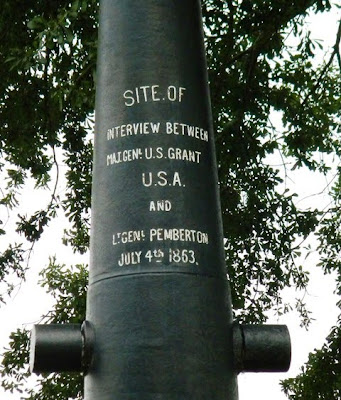 SITE.OF
INTERVIEW BETWEEN
MAJ.GENL U.S.GRANT
U.S.A.
AND
LT.GENL PEMBERTON
JULY 4TH 1863.